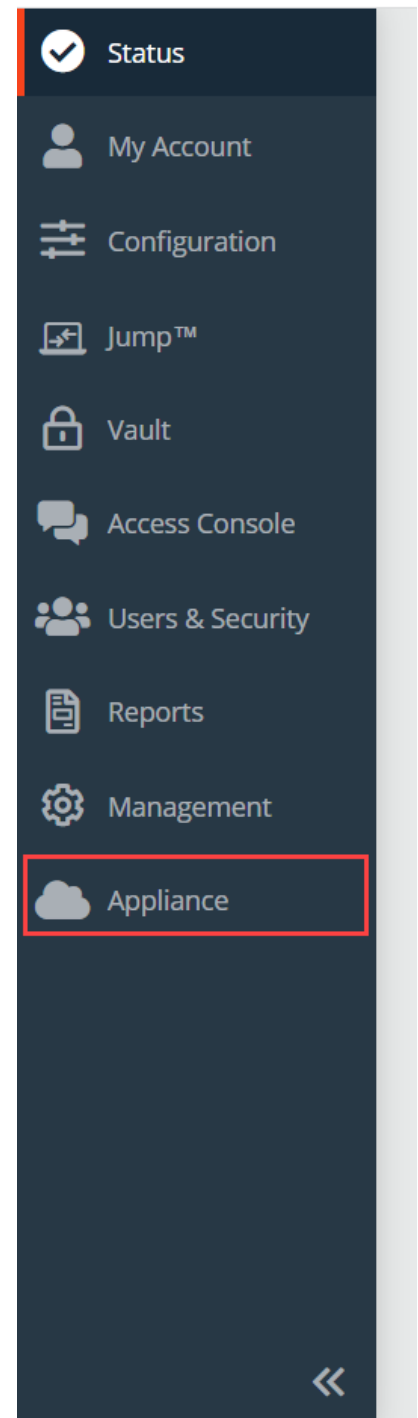 Status
My Account
Configuration
Jump™
Vault
Access Console
Users & Security
Reports
Management
Appliance